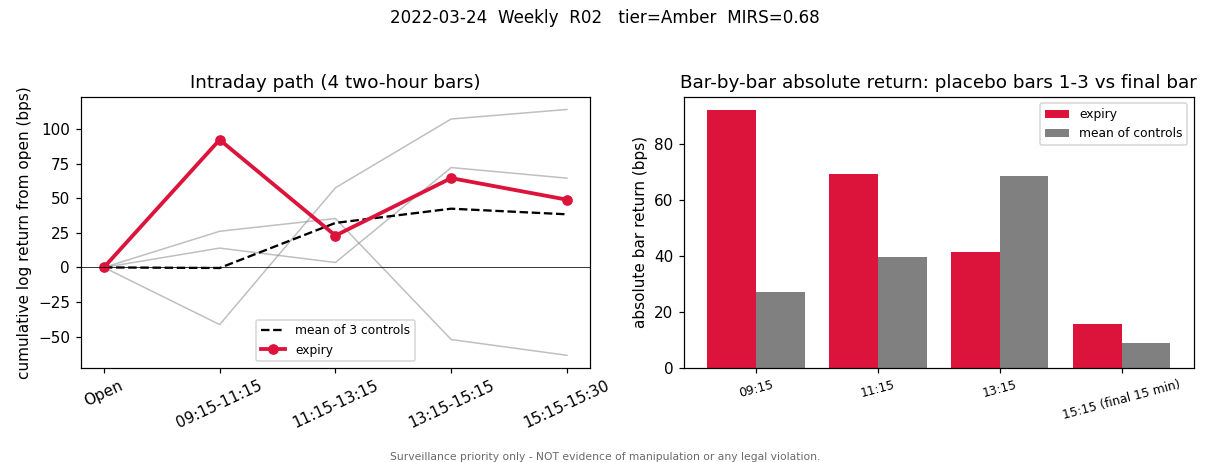 2022-03-24  Weekly  R02   tier=Amber  MIRS=0.68
Intraday path (4 two-hour bars)
cumulative log return from open (bps)
100
75
50
25
0
−25
−50
mean of 3 controls
expiry
Open
09:15-11:15
11:15-13:15
13:15-15:15
15:15-15:30
Bar-by-bar absolute return: placebo bars 1-3 vs final bar
absolute bar return (bps)
80
60
40
20
0
expiry
mean of controls
09:15
11:15
13:15
15:15 (final 15 min)
Surveillance priority only - NOT evidence of manipulation or any legal violation.